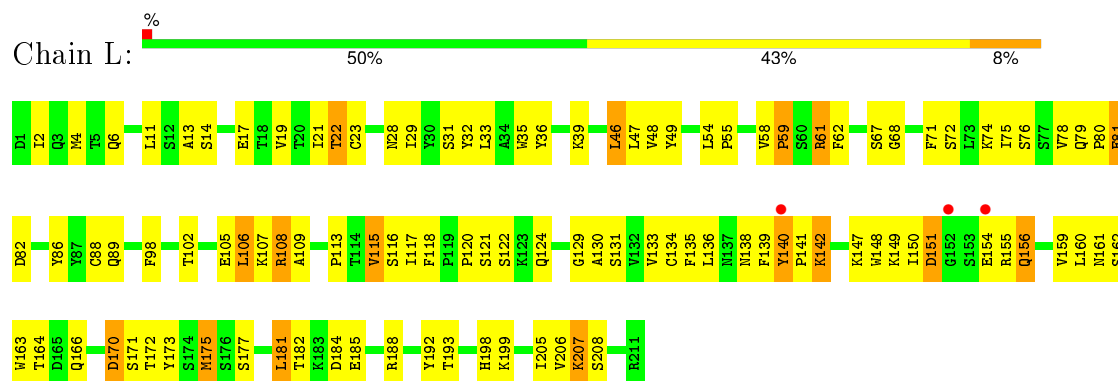 %
Chain L:
50% 43% 8%
D1 I2 Q3 M4 T5 Q6 L11 S12 A13 S14 E17 T18 V19 T20 I21 T22 C23 N28 I29 Y30 S31 Y32 L33 A34 W35 Y36 K39 L46 L47 V48 Y49 L54 P55 V58 P59 S60 R61 F62 S67 G68 F71 S72 L73 K74 I75 S76 S77 V78 Q79 P80
D82 Y86 Y87 C88 Q89 F98 T102 E105 L106 K107 R108 A109 P113 T114 V115 S116 I117 F118 P119 P120 S121 S122 K123 Q124 G129 A130 S131 V132 V133 C134 F135 L136 N137 N138 F139 Y140 P141 K142 K147 W148 K149 I150 D151 G152 S153 E154 R155 Q156 V159 L160 N161
W163 T164 D165 Q166 D170 S171 T172 Y173 S174 M175 S176 S177 L181 T182 K183 D184 E185 R188 Y192 T193 H198 K199 I205 V206 K207 S208 R211